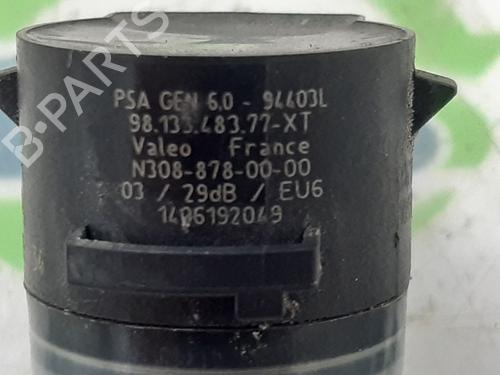 PSA GEN 6.0 - 94403L
98.133.483.77-XT
Valeo France
N308-878-00-00
03 / 29dB / EU6
1406192049
B-PARTS